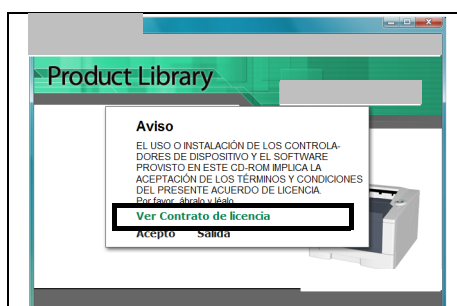 Product Library
Aviso
EL USO O INSTALACIÓN DE LOS CONTROLA-
DORES DE DISPOSITIVO Y EL SOFTWARE
PROVISTO EN ESTE CD-ROM IMPLICA LA
ACEPTACIÓN DE LOS TÉRMINOS Y CONDICIONES
DEL PRESENTE ACUERDO DE LICENCIA.
Por favor, ábralo y léalo.
Ver Contrato de licencia
Acepto Salida